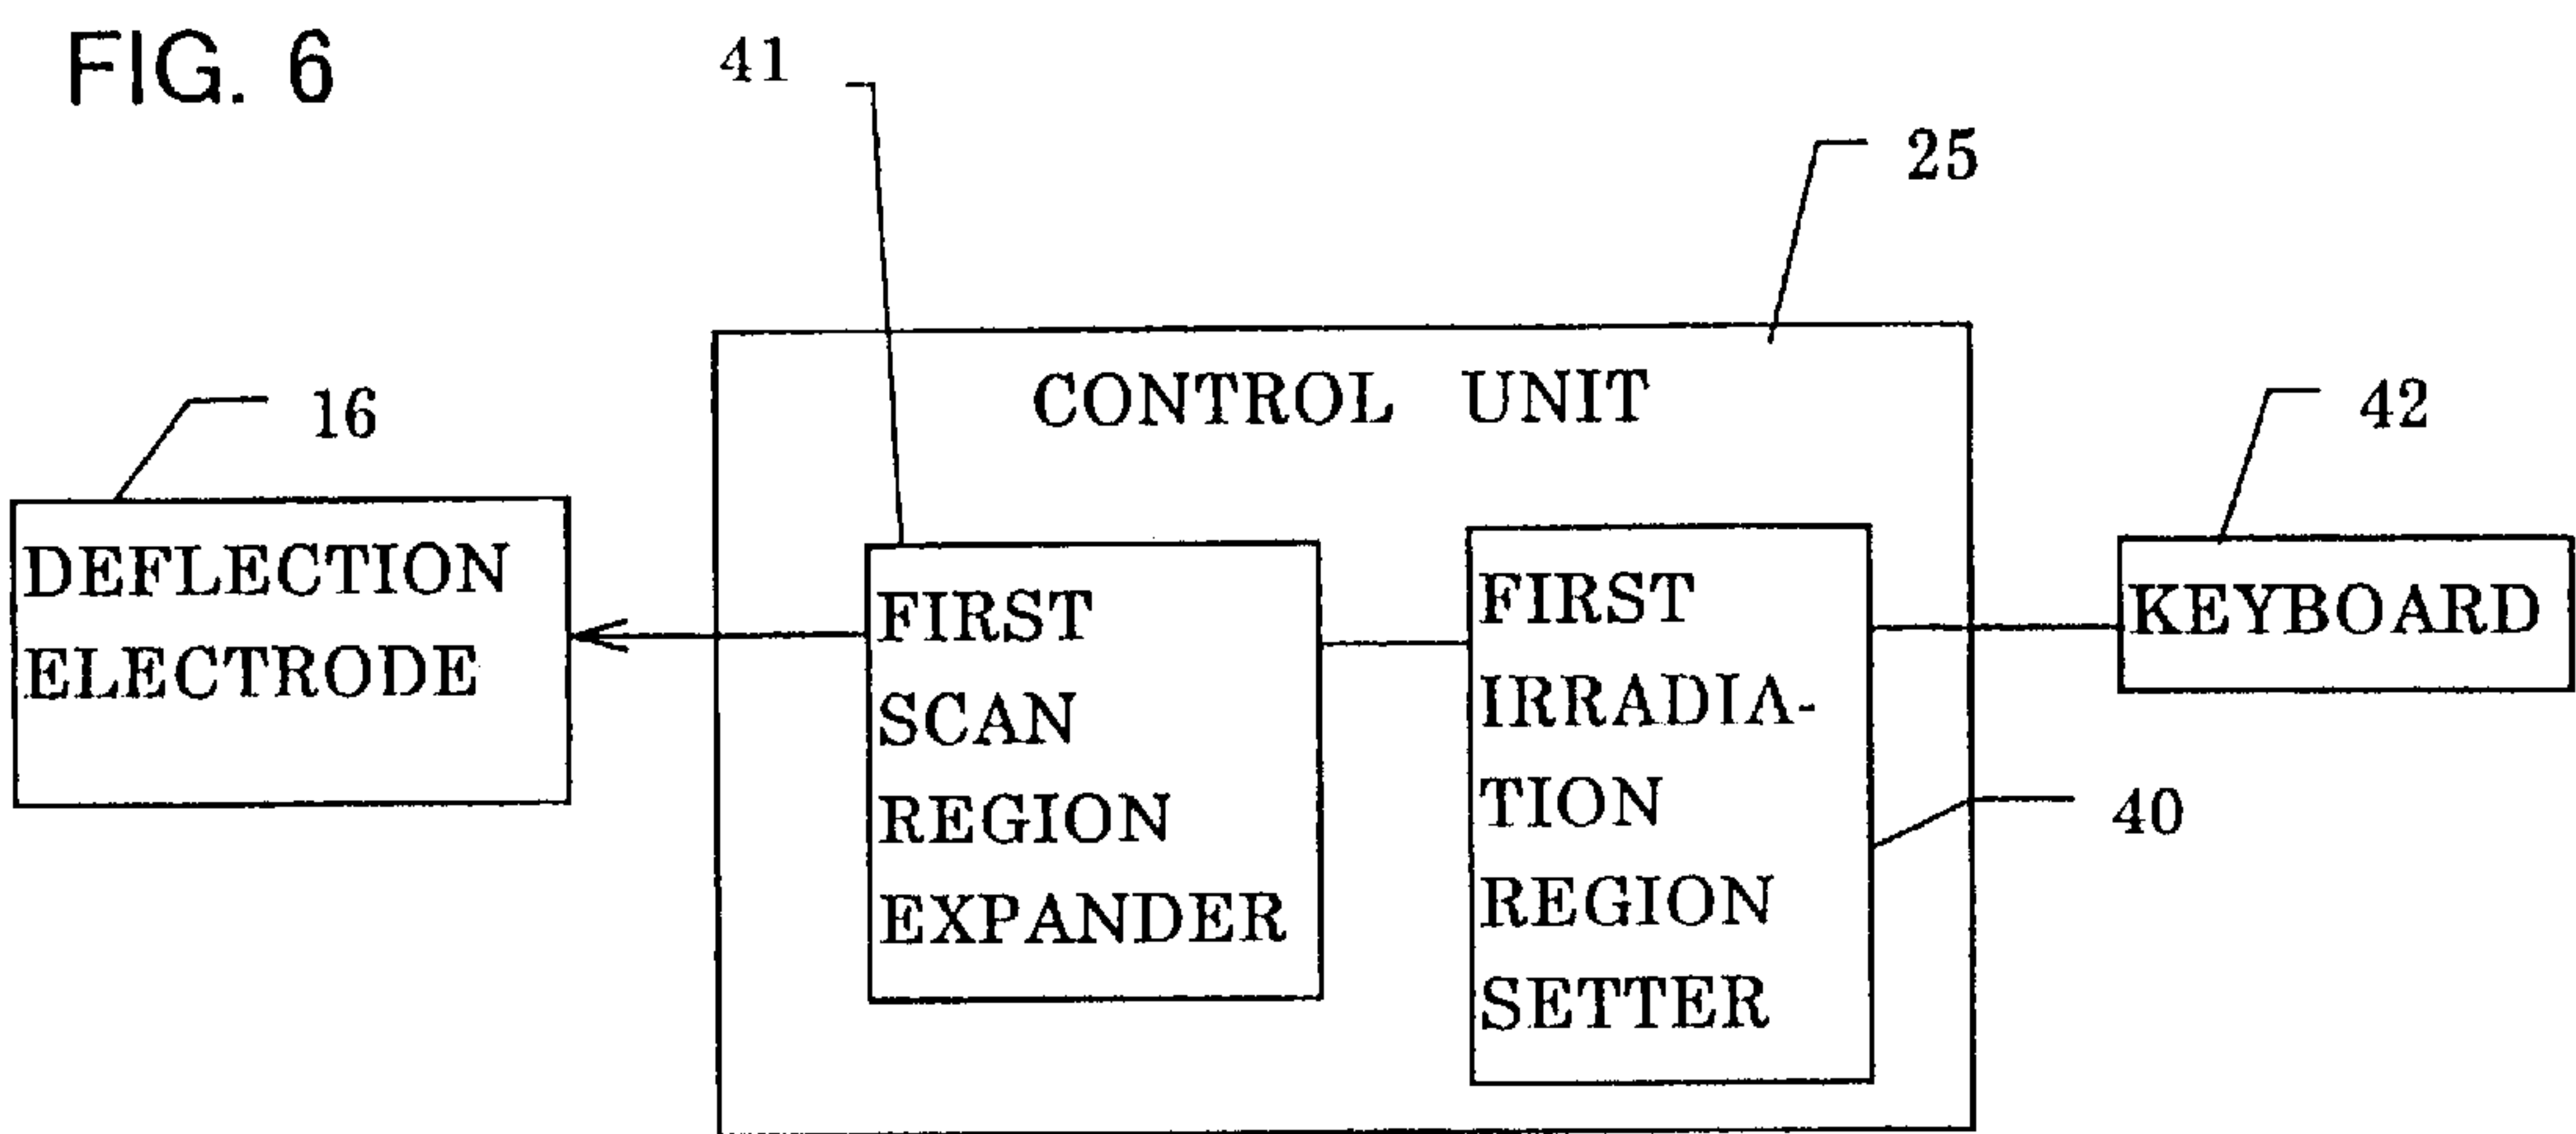 FIG. 6
41
25
CONTROL UNIT
16
42
DEFLECTION
ELECTRODE
FIRST
SCAN
REGION
EXPANDER
FIRST
IRRADIA-
TION
REGION
SETTER
KEYBOARD
40